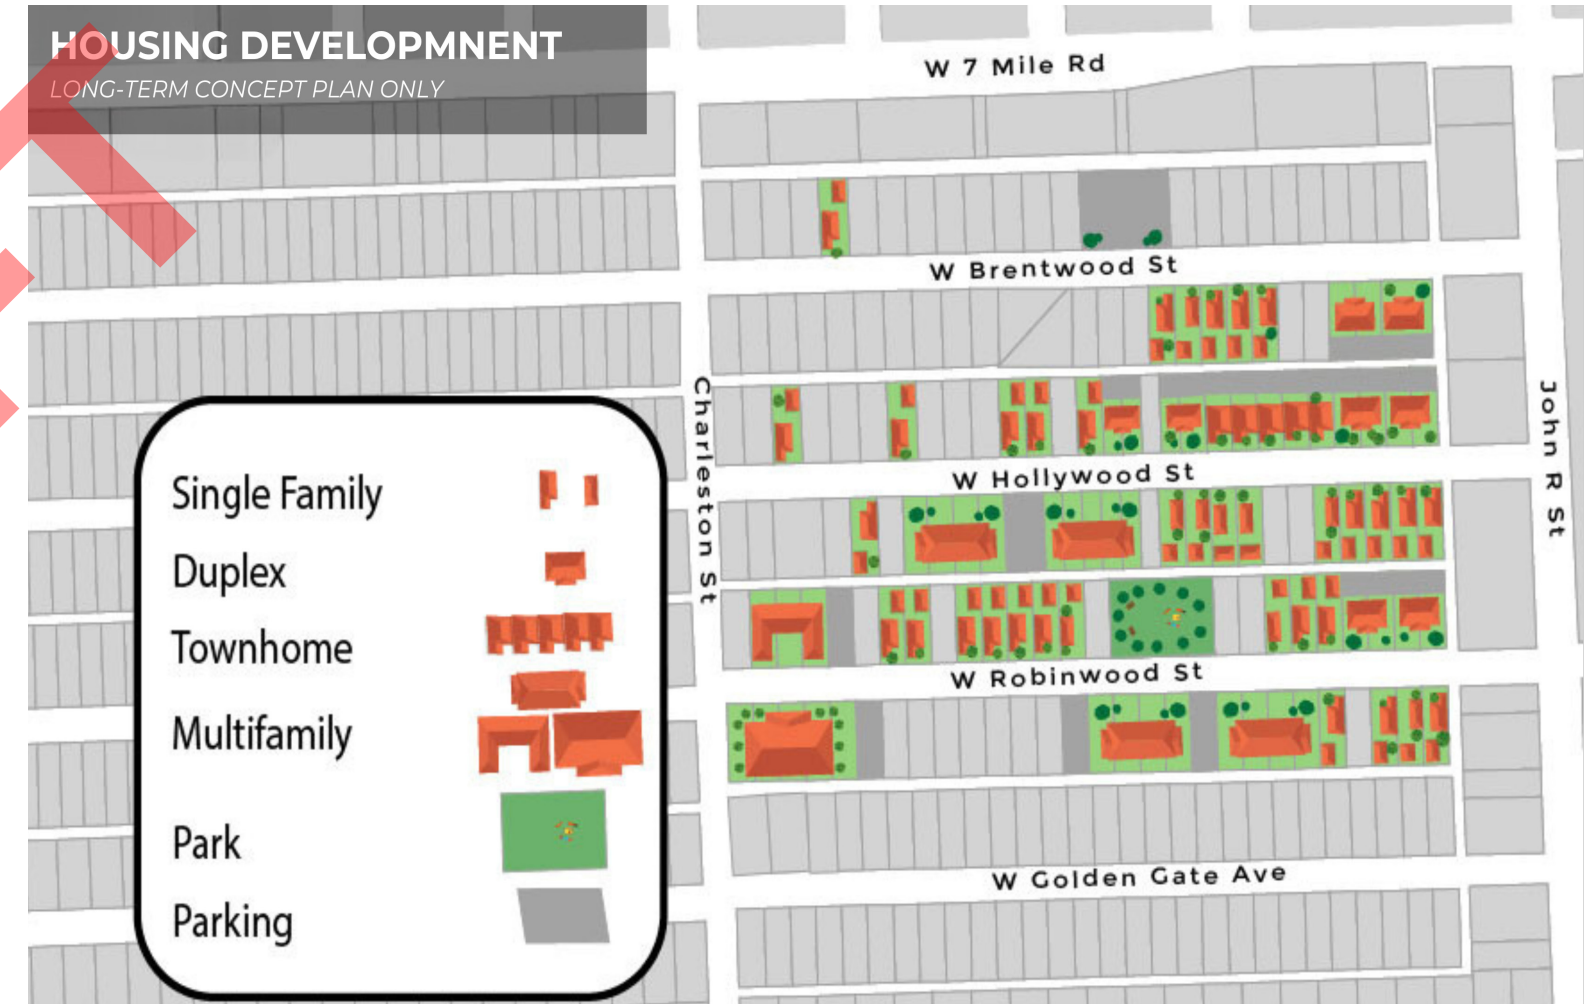 HOUSING DEVELOPMNENT
LONG-TERM CONCEPT PLAN ONLY
W 7 Mile Rd
W Brentwood St
Charleston St
John R St
W Hollywood St
W Robinwood St
W Golden Gate Ave
Single Family
Duplex
Townhome
Multifamily
Park
Parking